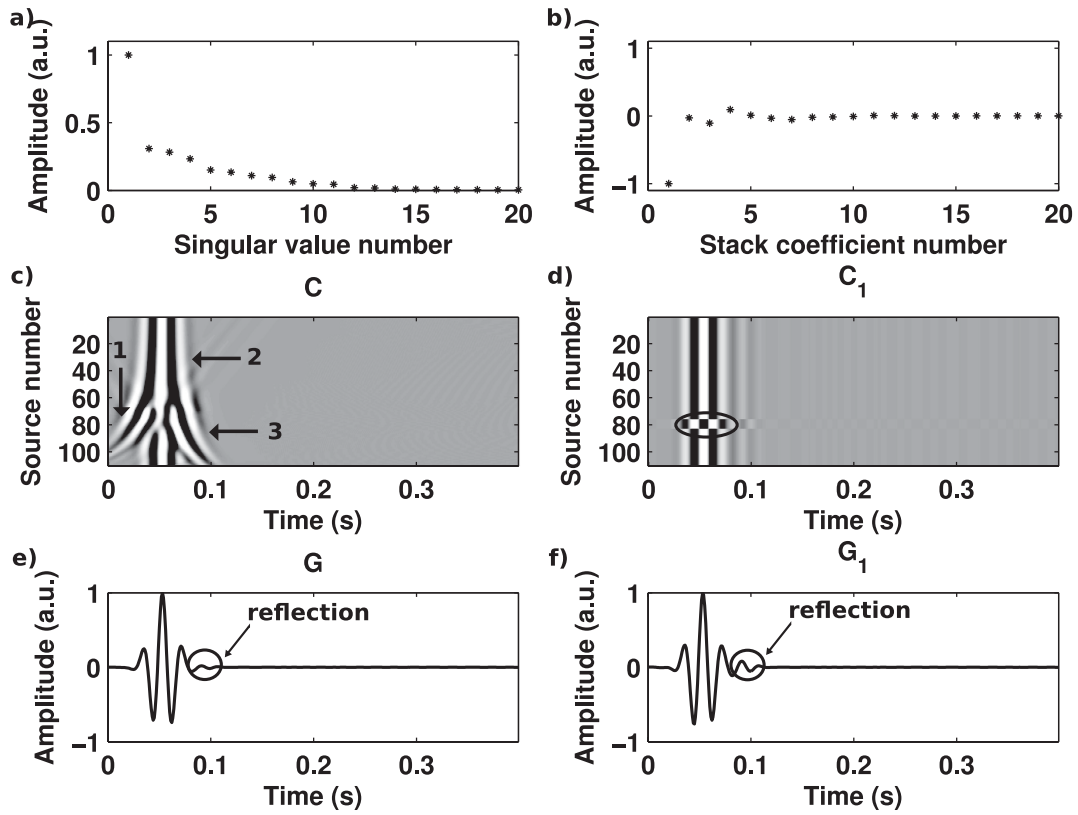 a)
Amplitude (a.u.)
1
0.5
0
0
5
10
15
20
Singular value number
b)
Amplitude (a.u.)
1
0
−1
0
5
10
15
20
Stack coefficient number
c)
C
Source number
20
40
60
80
100
1
2
3
0
0.1
0.2
0.3
Time (s)
d)
C1
Source number
20
40
60
80
100
0
0.1
0.2
0.3
Time (s)
e)
G
Amplitude (a.u.)
1
0
−1
reflection
0
0.1
0.2
0.3
Time (s)
f)
G1
Amplitude (a.u.)
1
0
−1
reflection
0
0.1
0.2
0.3
Time (s)